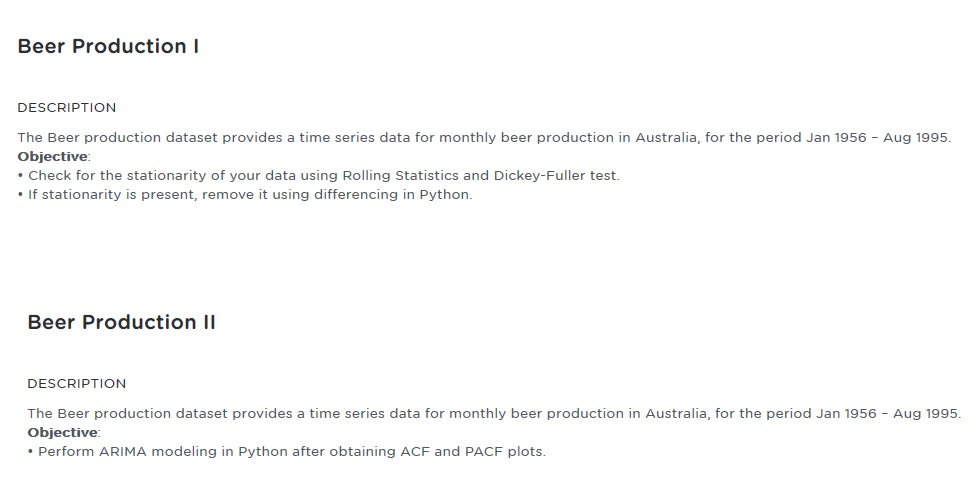 Beer Production I
DESCRIPTION
The Beer production dataset provides a time series data for monthly beer production in Australia, for the period Jan 1956 – Aug 1995.
Objective:
• Check for the stationarity of your data using Rolling Statistics and Dickey-Fuller test.
• If stationarity is present, remove it using differencing in Python.
Beer Production II
DESCRIPTION
The Beer production dataset provides a time series data for monthly beer production in Australia, for the period Jan 1956 – Aug 1995.
Objective:
• Perform ARIMA modeling in Python after obtaining ACF and PACF plots.